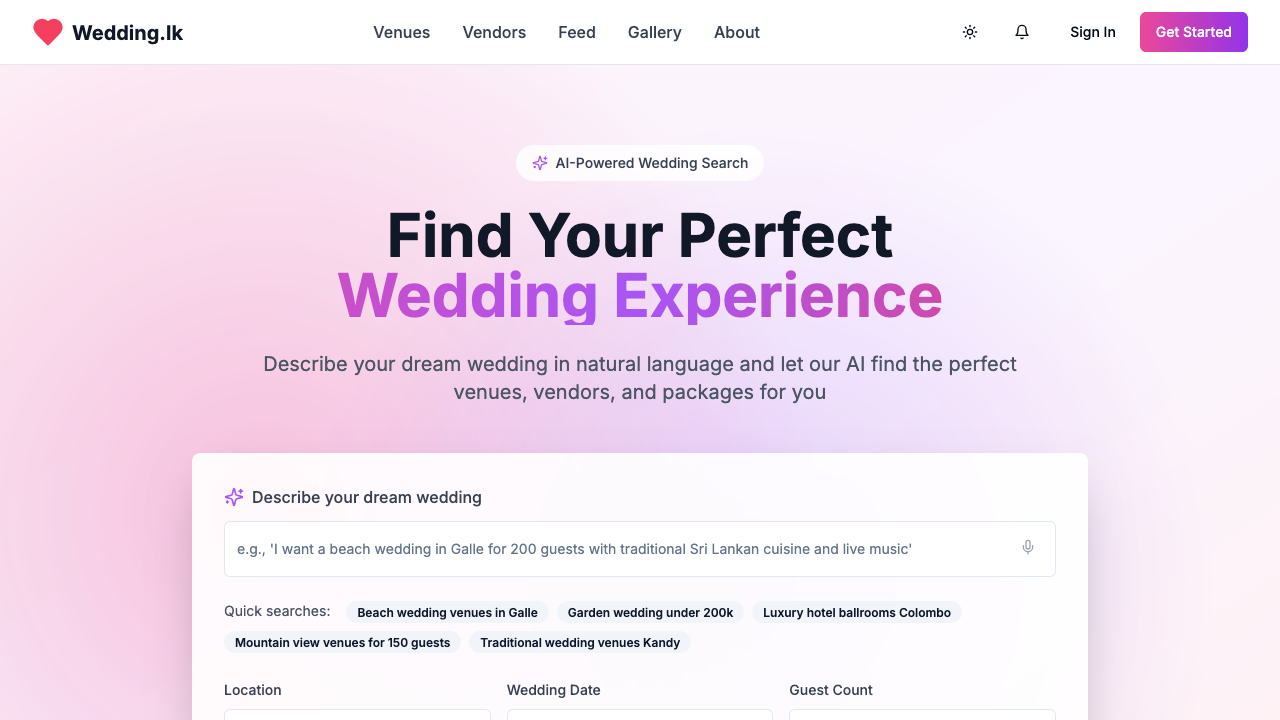 Wedding.lk
Venues
Vendors
Feed
Gallery
About
Sign In
Get Started
AI-Powered Wedding Search
Find Your Perfect
Wedding Experience
Describe your dream wedding in natural language and let our AI find the perfect
venues, vendors, and packages for you
Describe your dream wedding
e.g., 'I want a beach wedding in Galle for 200 guests with traditional Sri Lankan cuisine and live music'
Quick searches:
Beach wedding venues in Galle
Garden wedding under 200k
Luxury hotel ballrooms Colombo
Mountain view venues for 150 guests
Traditional wedding venues Kandy
Location
Wedding Date
Guest Count